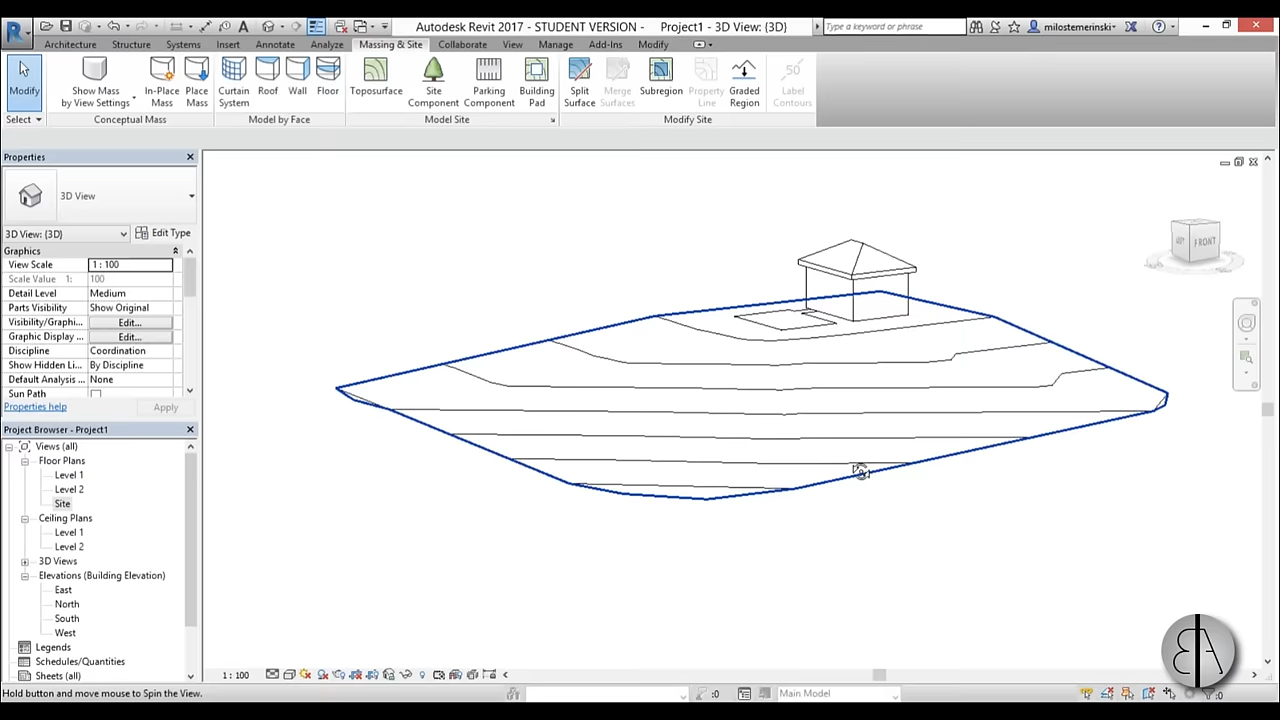 Autodesk Revit 2017 - STUDENT VERSION - Project1 - 3D View: {3D}
Type a keyword or phrase
milostemerinski
Architecture Structure Systems Insert Annotate Analyze Massing & Site Collaborate View Manage Add-Ins Modify
Modify
Show Mass by View Settings
In-Place Mass
Place Mass
Curtain System
Roof
Wall
Floor
Toposurface
Site Component
Parking Component
Building Pad
Split Surface
Merge Surfaces
Subregion
Property Line
Graded Region
50
Label Contours
Select
Conceptual Mass
Model by Face
Model Site
Modify Site
Properties
3D View
3D View: {3D}
Edit Type
Graphics
View Scale 1 : 100
Scale Value 1: 100
Detail Level Medium
Parts Visibility Show Original
Visibility/Graphi... Edit...
Graphic Display ... Edit...
Discipline Coordination
Show Hidden Li... By Discipline
Default Analysis ... None
Sun Path
Properties help Apply
Project Browser - Project1
Views (all)
Floor Plans
Level 1
Level 2
Site
Ceiling Plans
Level 1
Level 2
3D Views
Elevations (Building Elevation)
East
North
South
West
Legends
Schedules/Quantities
Sheets (all)
FRONT
1 : 100
Hold button and move mouse to Spin the View.
:0
Main Model
:0